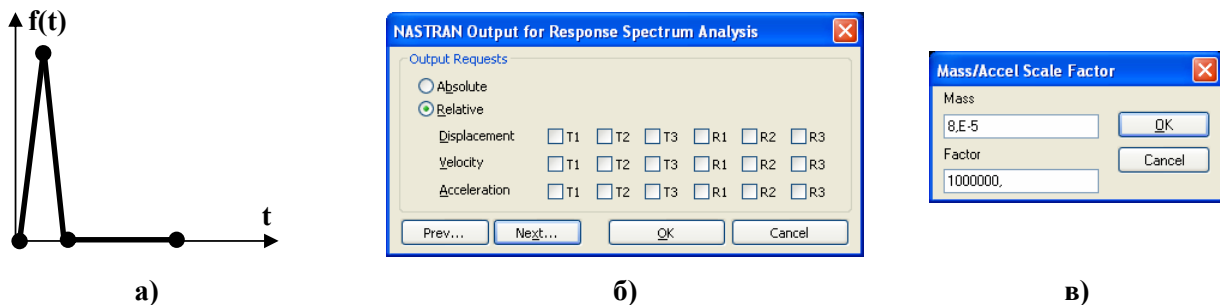 f(t)
t
а)
NASTRAN Output for Response Spectrum Analysis
Output Requests
Absolute
Relative
Displacement T1 T2 T3 R1 R2 R3
Velocity T1 T2 T3 R1 R2 R3
Acceleration T1 T2 T3 R1 R2 R3
Prev... Next... OK Cancel
б)
Mass/Accel Scale Factor
Mass
8,E-5
OK
Factor
Cancel
1000000,
в)